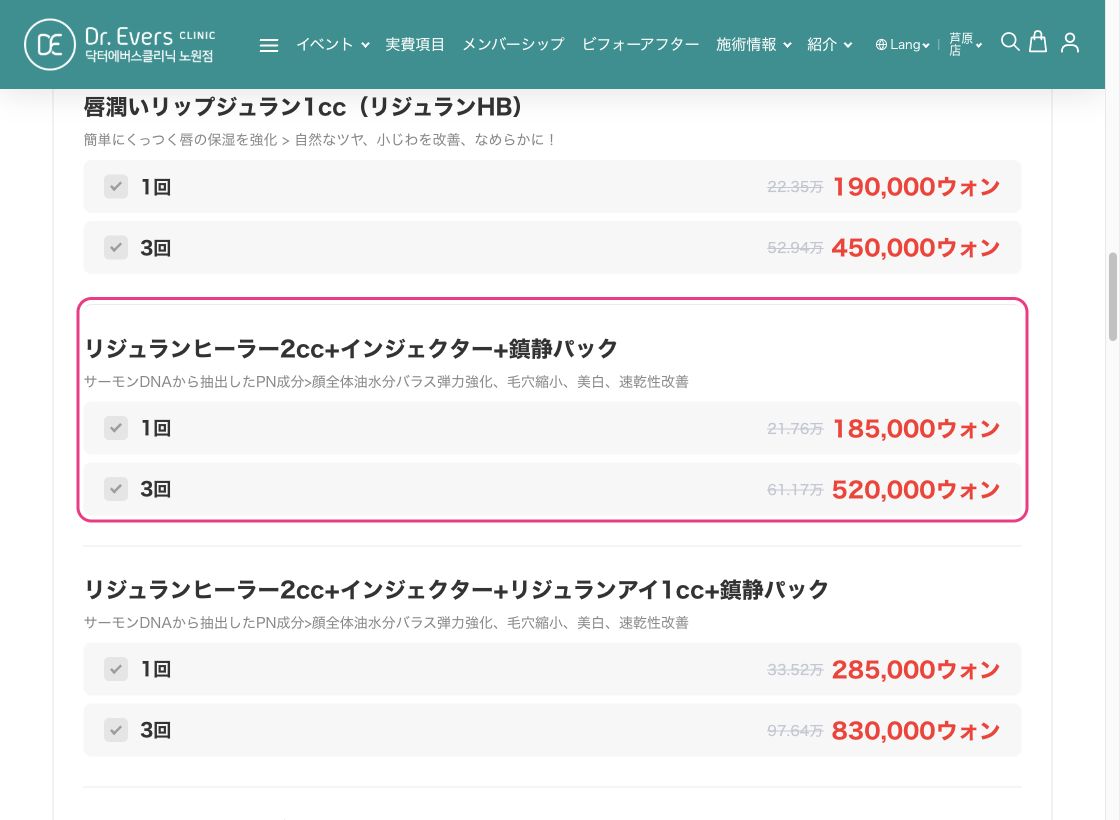 DE Dr. Evers CLINIC
닥터에버스클리닉 노원점
イベント 実費項目 メンバーシップ ビフォーアフター 施術情報 紹介 Lang 芦原店
唇潤いリップジュラン1cc（リジュランHB）
簡単にくっつく唇の保湿を強化 > 自然なツヤ、小じわを改善、なめらかに！
1回 22.35万 190,000ウォン
3回 52.94万 450,000ウォン
リジュランヒーラー2cc+インジェクター+鎮静パック
サーモンDNAから抽出したPN成分>顔全体油水分バラス弾力強化、毛穴縮小、美白、速乾性改善
1回 21.76万 185,000ウォン
3回 61.17万 520,000ウォン
リジュランヒーラー2cc+インジェクター+リジュランアイ1cc+鎮静パック
サーモンDNAから抽出したPN成分>顔全体油水分バラス弾力強化、毛穴縮小、美白、速乾性改善
1回 33.52万 285,000ウォン
3回 97.64万 830,000ウォン